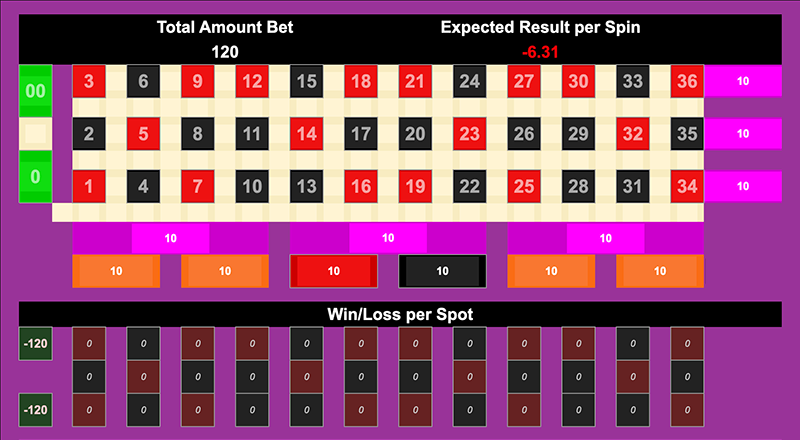 Total Amount Bet Expected Result per Spin
120 -6.31
00 3 6 9 12 15 18 21 24 27 30 33 36 10
2 5 8 11 14 17 20 23 26 29 32 35 10
0 1 4 7 10 13 16 19 22 25 28 31 34 10
10 10 10
10 10 10 10 10 10
Win/Loss per Spot
-120 0 0 0 0 0 0 0 0 0 0 0 0
0 0 0 0 0 0 0 0 0 0 0 0
-120 0 0 0 0 0 0 0 0 0 0 0 0